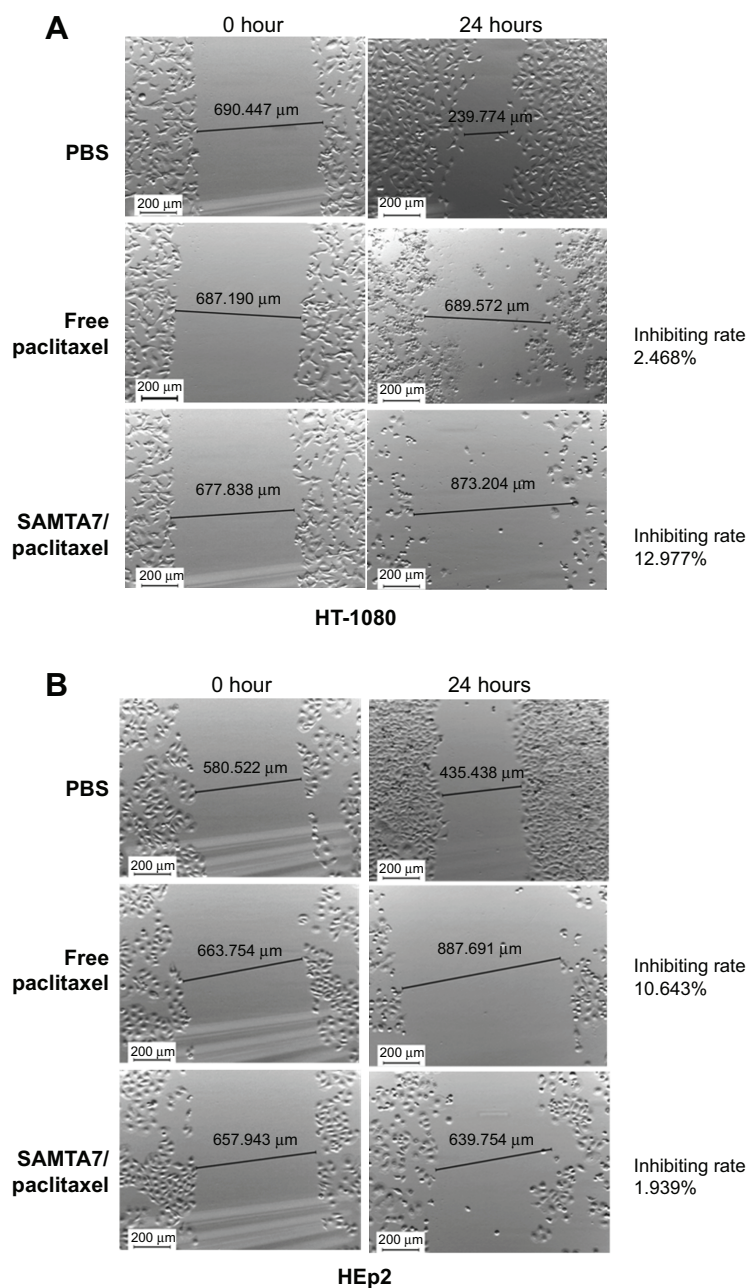 A
0 hour
24 hours
PBS
690.447 μm
200 μm
239.774 μm
200 μm
Free
paclitaxel
687.190 μm
200 μm
689.572 μm
200 μm
Inhibiting rate
2.468%
SAMTA7/
paclitaxel
677.838 μm
200 μm
873.204 μm
200 μm
Inhibiting rate
12.977%
HT-1080
B
0 hour
24 hours
PBS
580.522 μm
200 μm
435.438 μm
200 μm
Free
paclitaxel
663.754 μm
200 μm
887.691 μm
200 μm
Inhibiting rate
10.643%
SAMTA7/
paclitaxel
657.943 μm
200 μm
639.754 μm
200 μm
Inhibiting rate
1.939%
HEp2